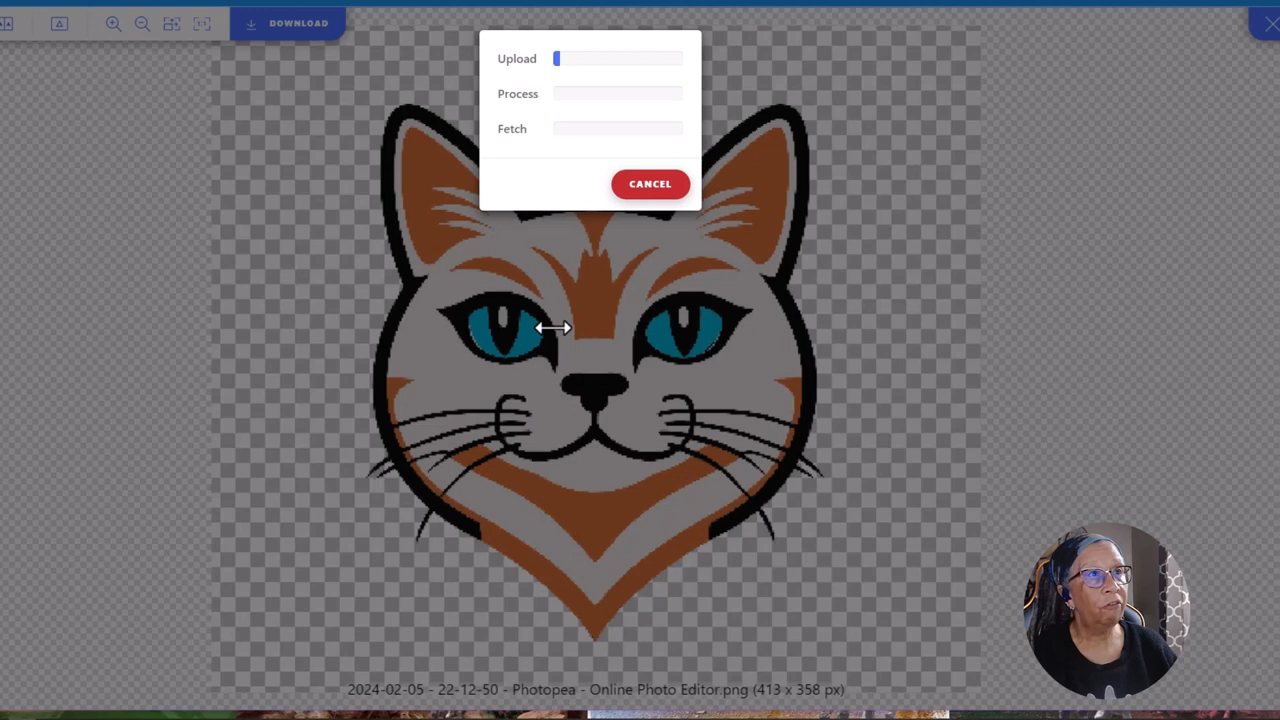 DOWNLOAD
Upload
Process
Fetch
CANCEL
2024-02-05 - 22-12-50 - Photopea - Online Photo Editor.png (413 x 358 px)